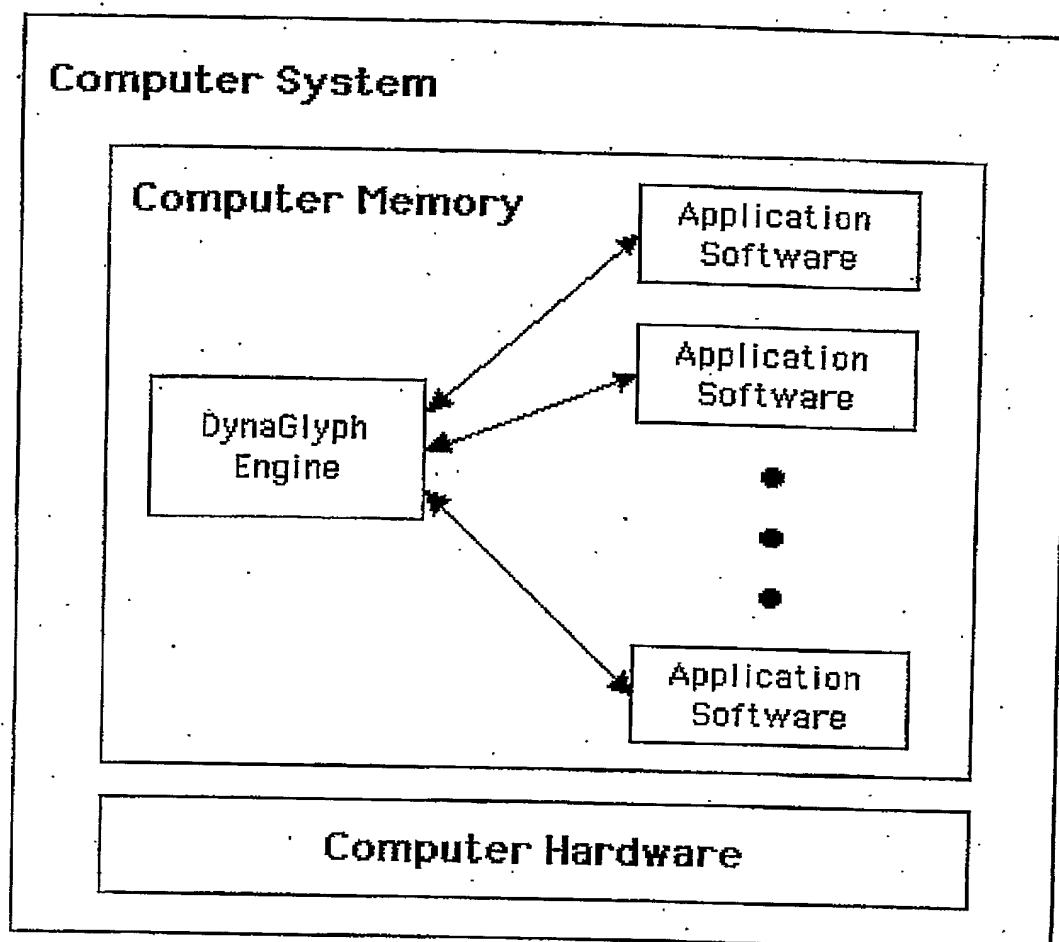 Computer System
Computer Memory
Application
Software
Application
Software
DynaGlyph
Engine
Application
Software
Computer Hardware